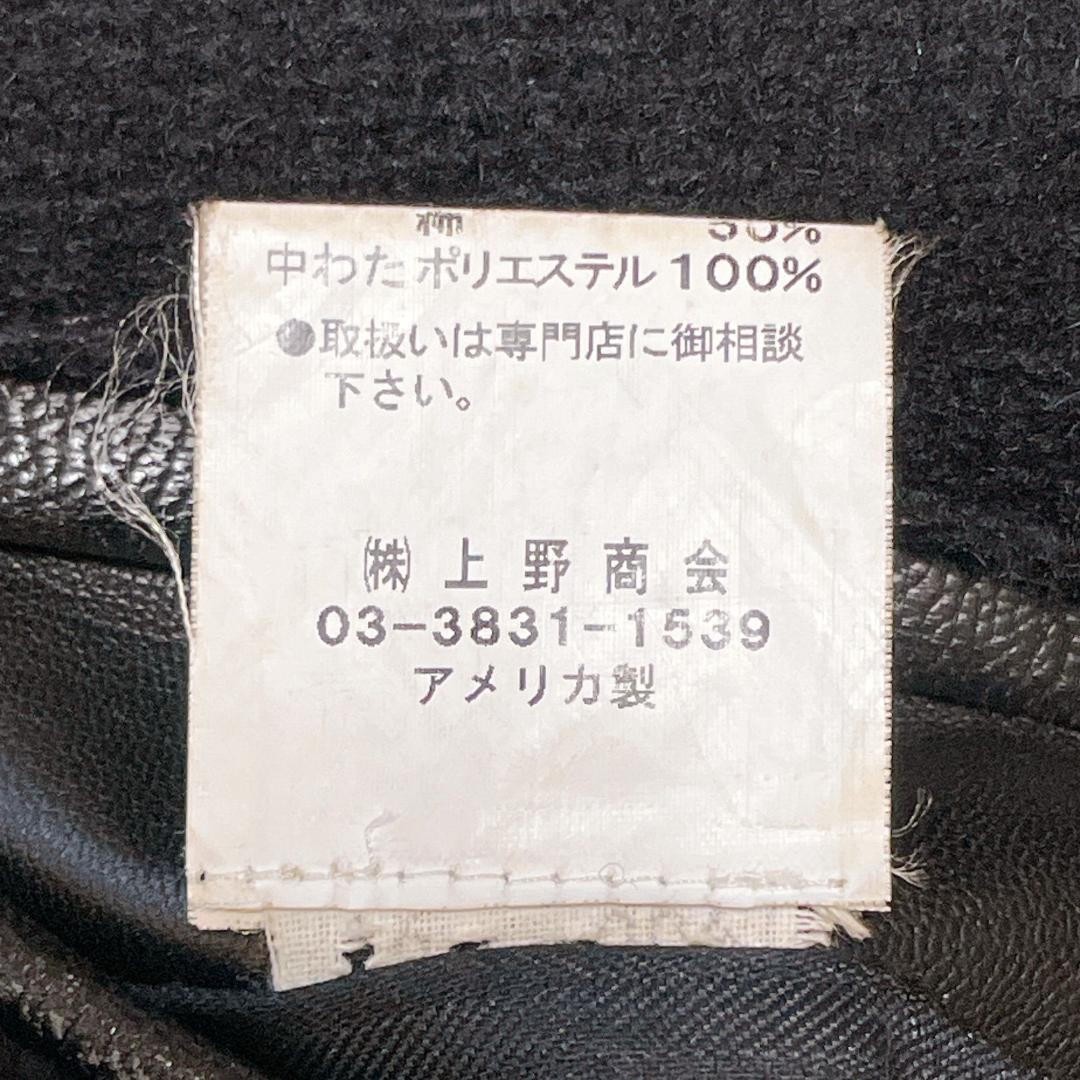 中わたポリエステル100%
●取扱いは専門店に御相談
下さい。
㈱上野商会
03-3831-1539
アメリカ製